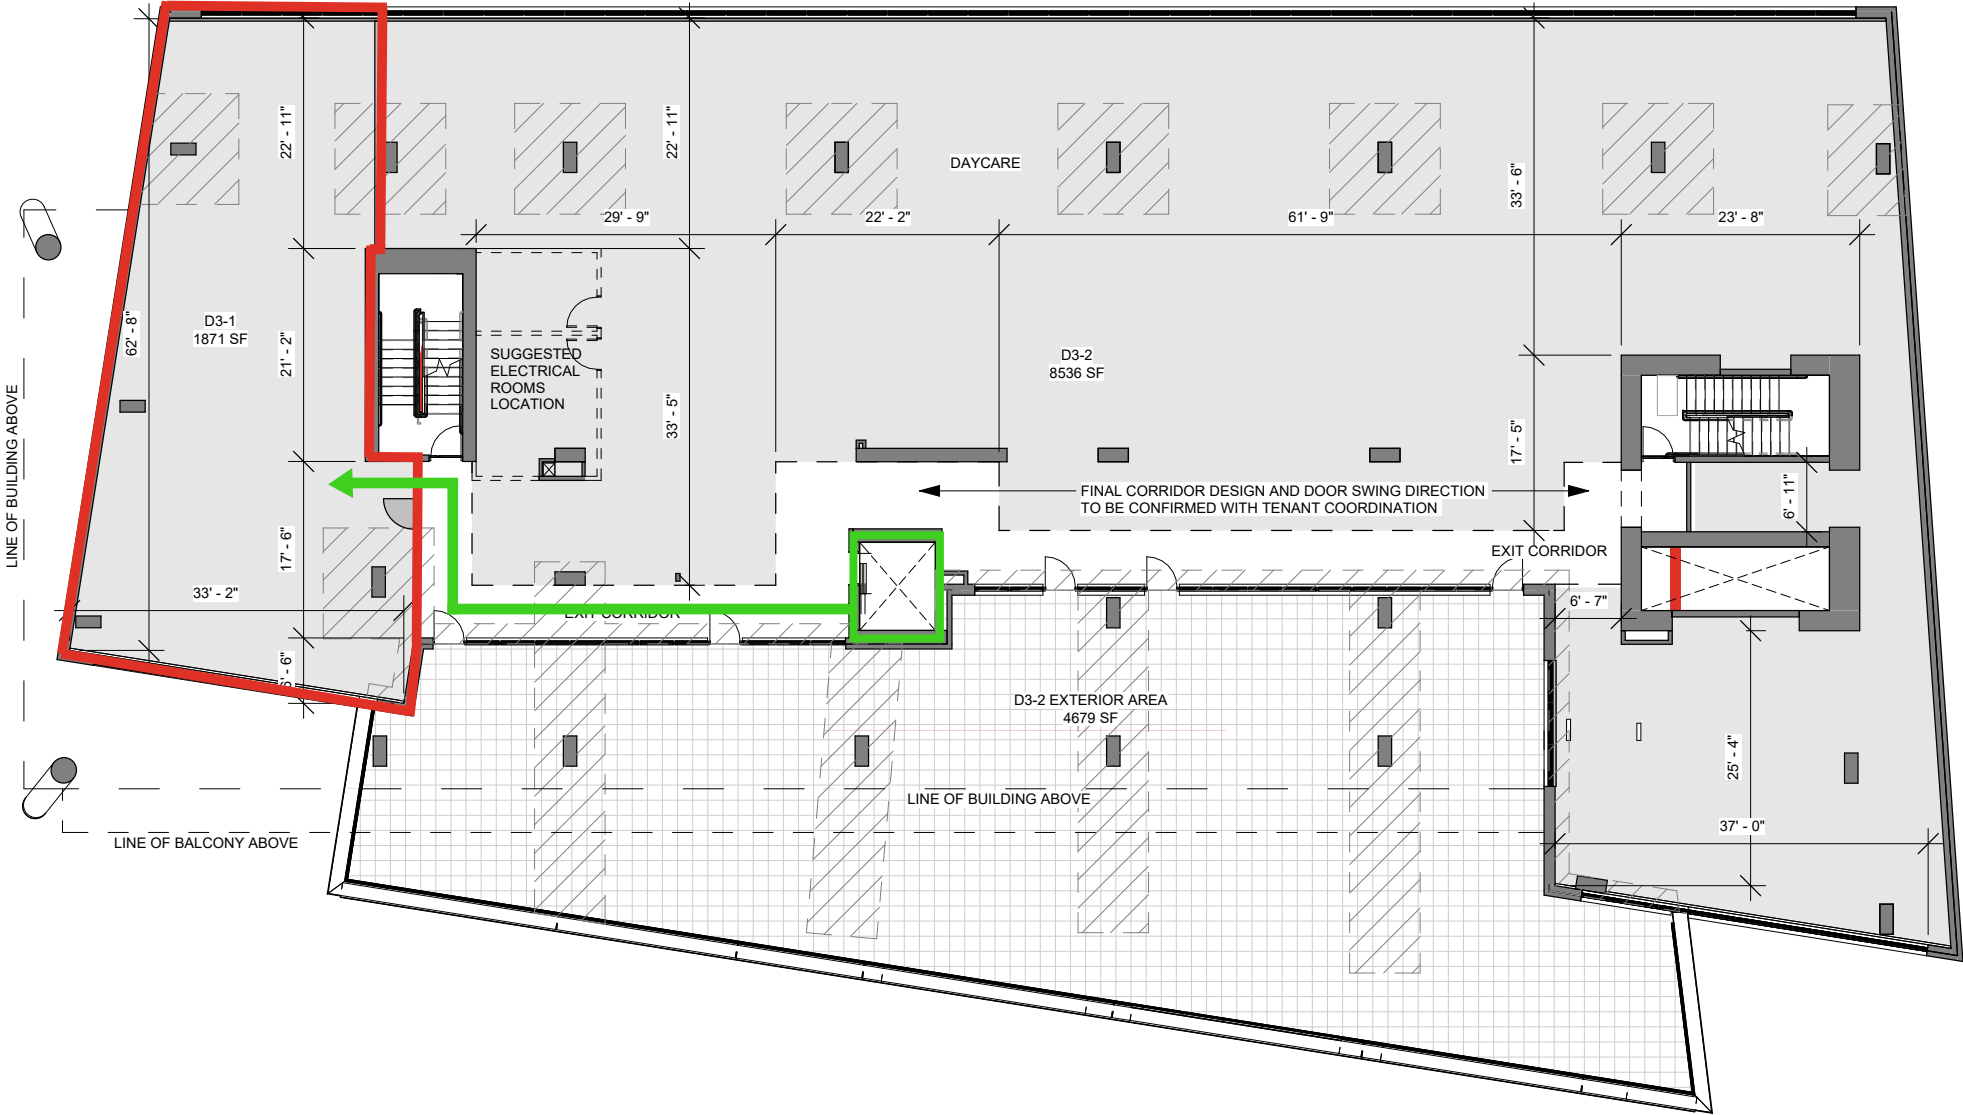 22' - 11"
22' - 11"
DAYCARE
33' - 6"
29' - 9"
22' - 2"
61' - 9"
23' - 8"
62' - 8"
D3-1
1871 SF
21' - 2"
SUGGESTED
ELECTRICAL
ROOMS
LOCATION
33' - 5"
D3-2
8536 SF
17' - 5"
LINE OF BUILDING ABOVE
FINAL CORRIDOR DESIGN AND DOOR SWING DIRECTION
TO BE CONFIRMED WITH TENANT COORDINATION
6' - 11"
17' - 6"
EXIT CORRIDOR
33' - 2"
EXIT CORRIDOR
6' - 7"
D3-2 EXTERIOR AREA
4679 SF
25' - 4"
LINE OF BUILDING ABOVE
37' - 0"
LINE OF BALCONY ABOVE